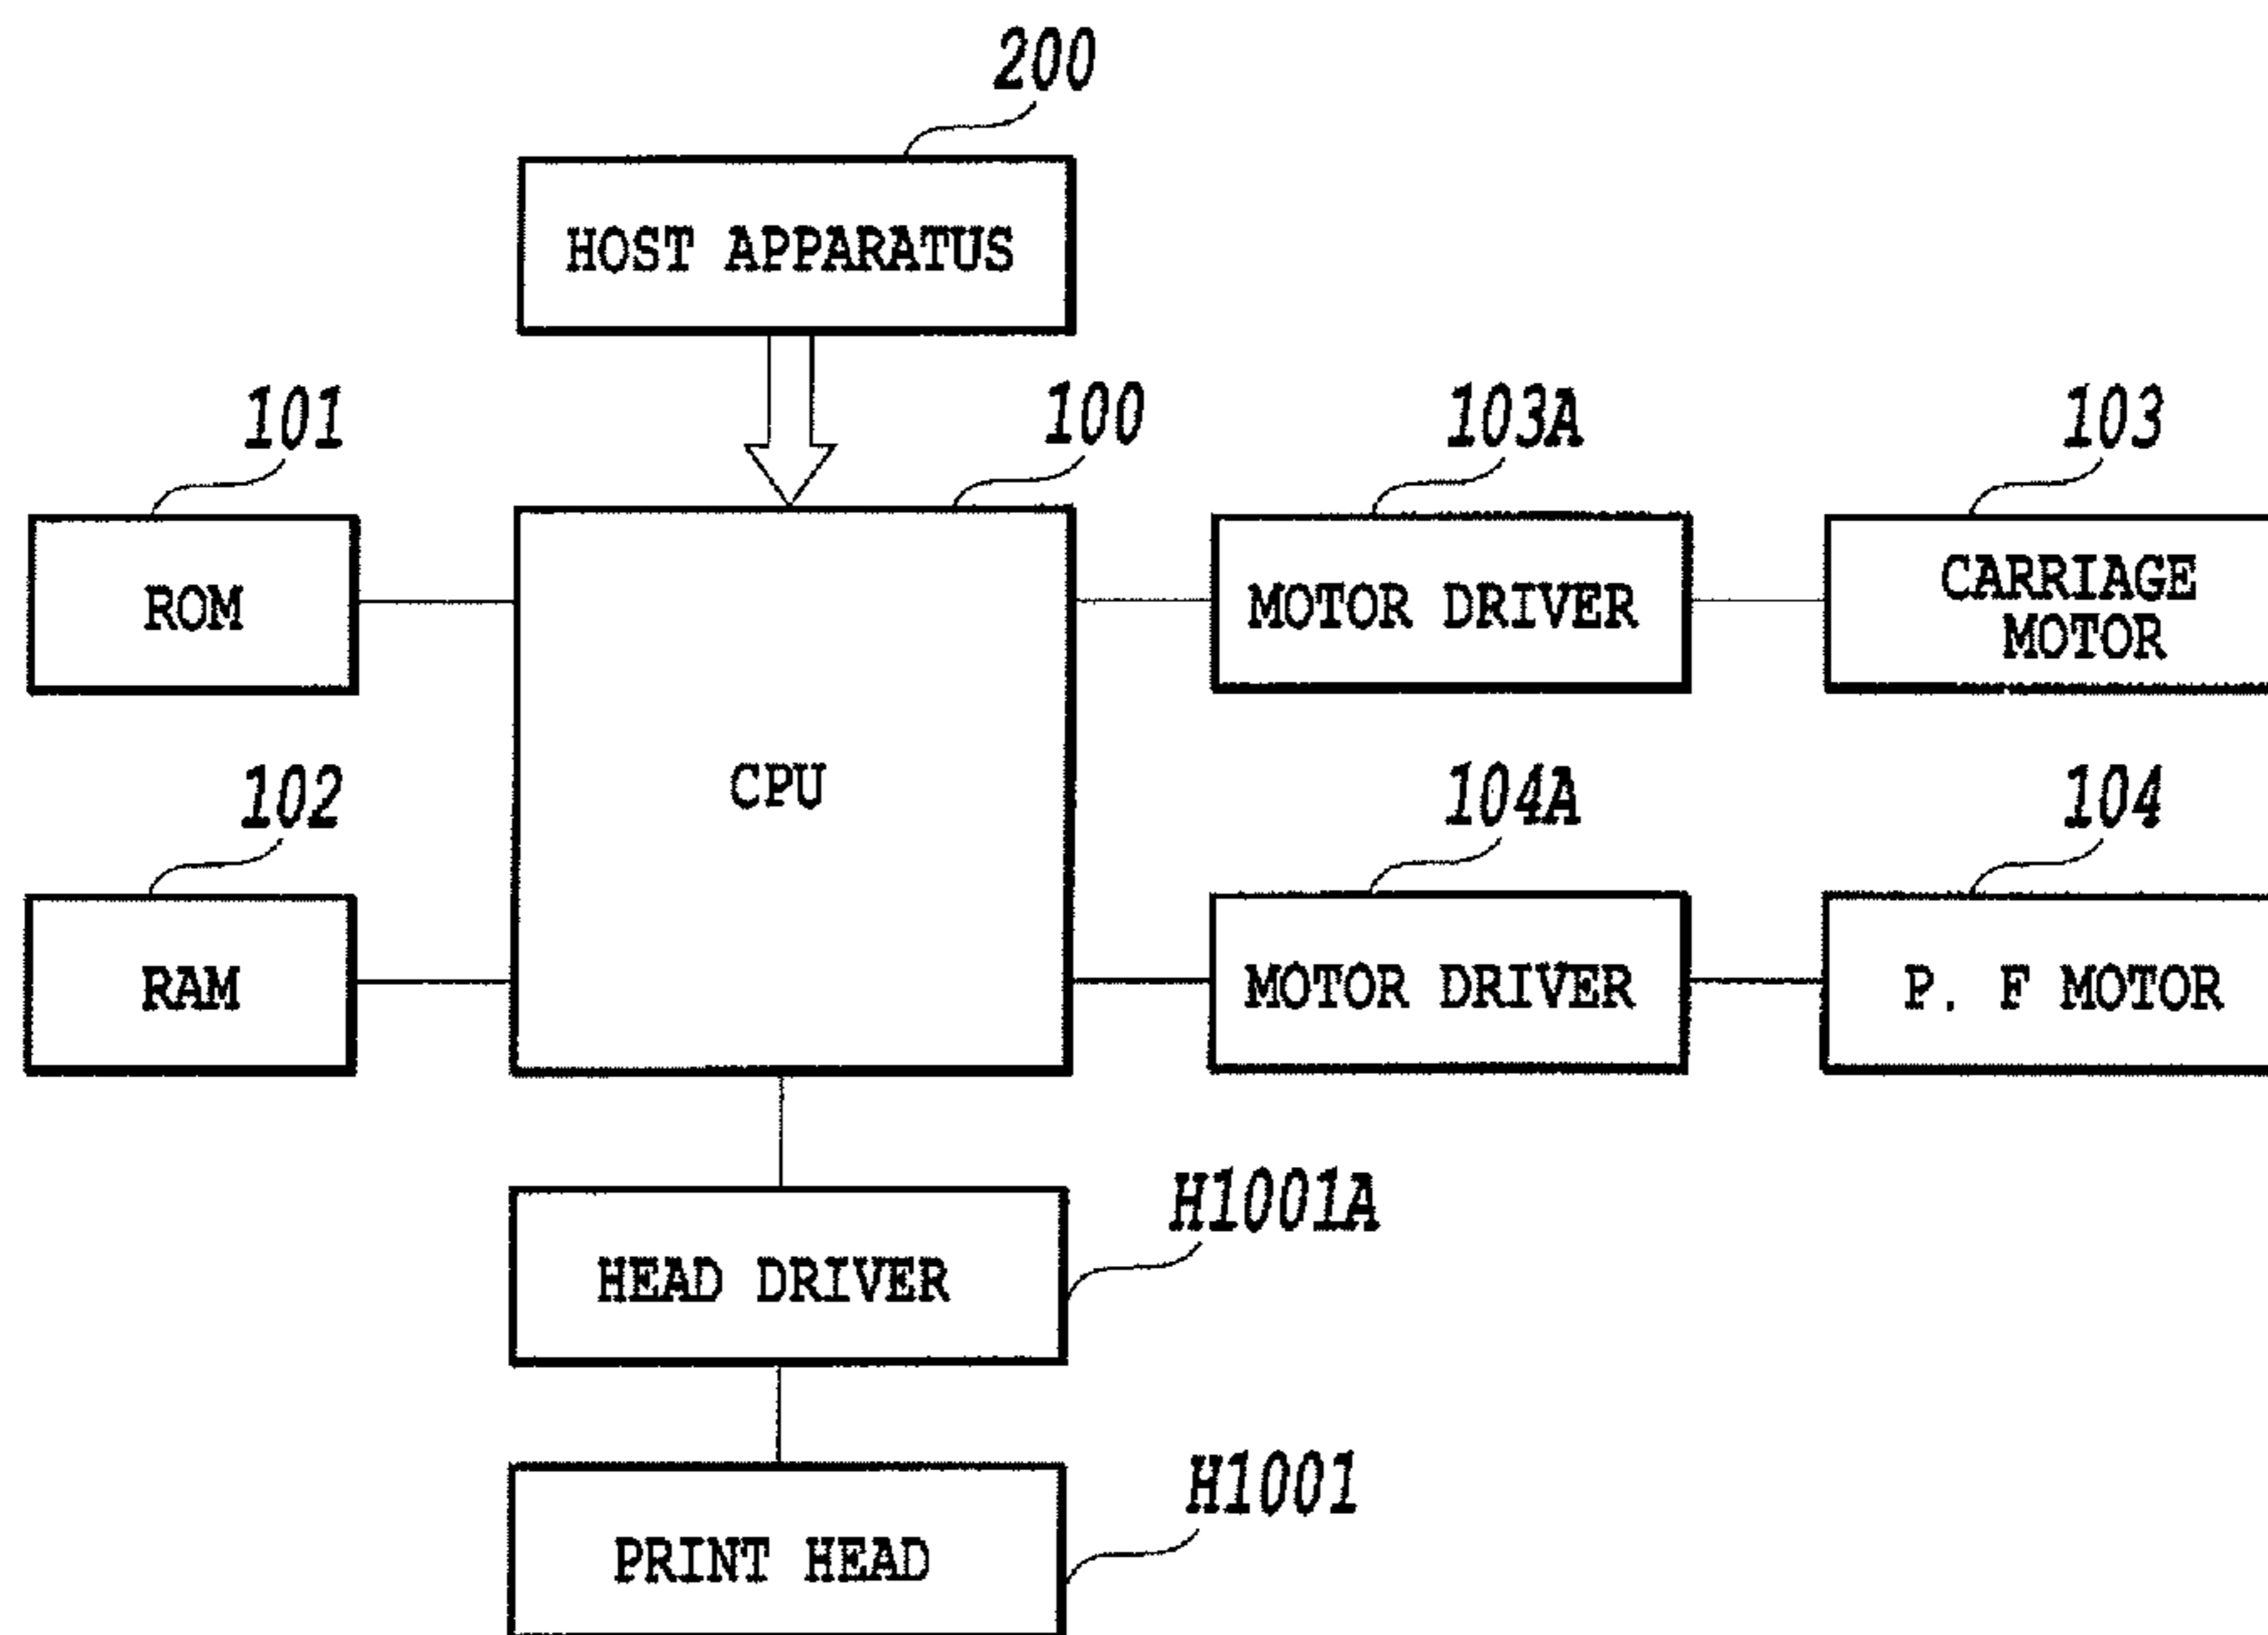 200
HOST APPARATUS
101
100
103A
103
ROM
MOTOR DRIVER
CARRIAGE
MOTOR
CPU
102
104A
104
RAM
MOTOR DRIVER
P. F MOTOR
H1001A
HEAD DRIVER
H1001
PRINT HEAD